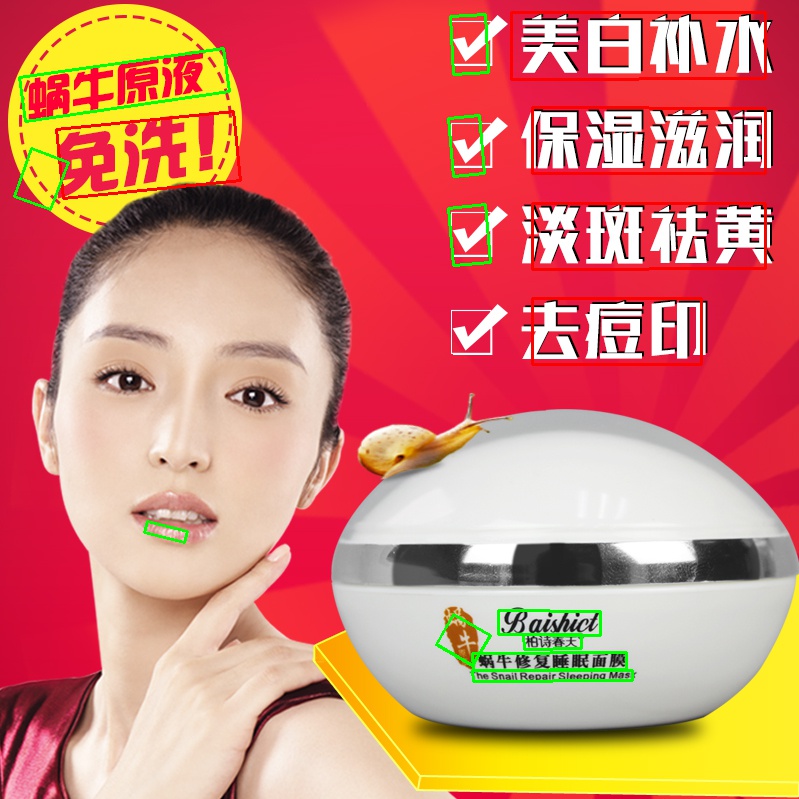 蜗牛原液
免洗!
美白补水
保湿滋润
淡斑祛黄
去痘印
蜗牛
Baishict
柏诗春天
蜗牛修复睡眠面膜
The Snail Repair Sleeping Mask